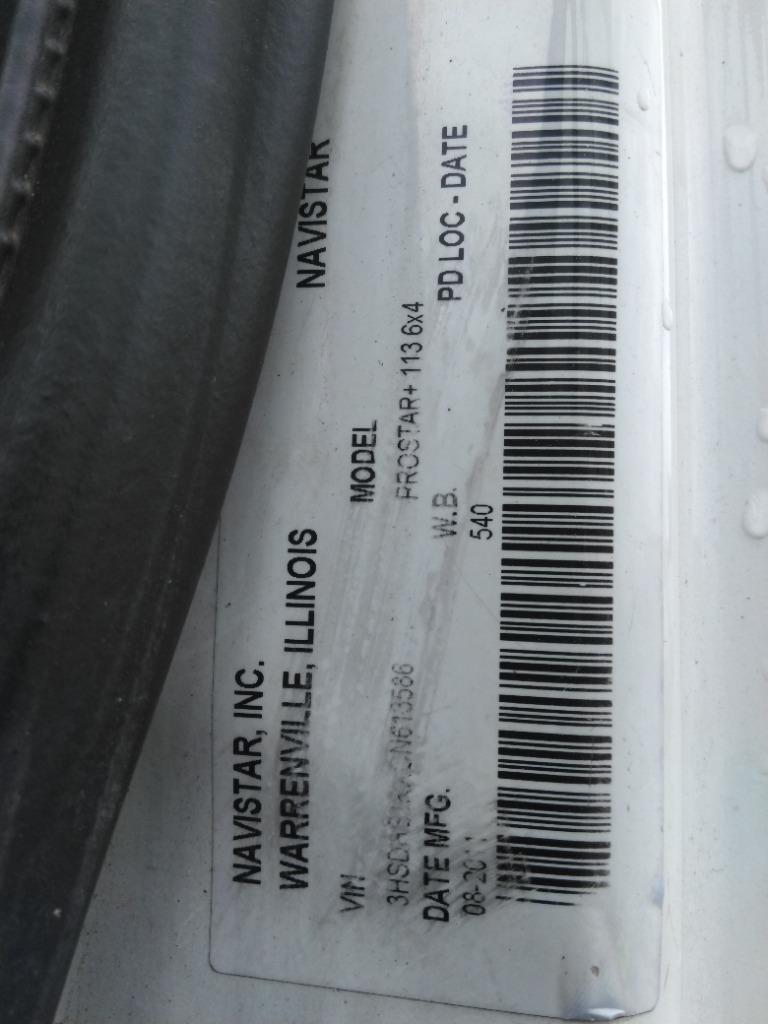 NAVISTAR, INC.
WARRENVILLE, ILLINOIS
NAVISTAR
VIN
MODEL
PROSTAR+ 113 6x4
DATE MFG.
W.B.
540
PD LOC - DATE